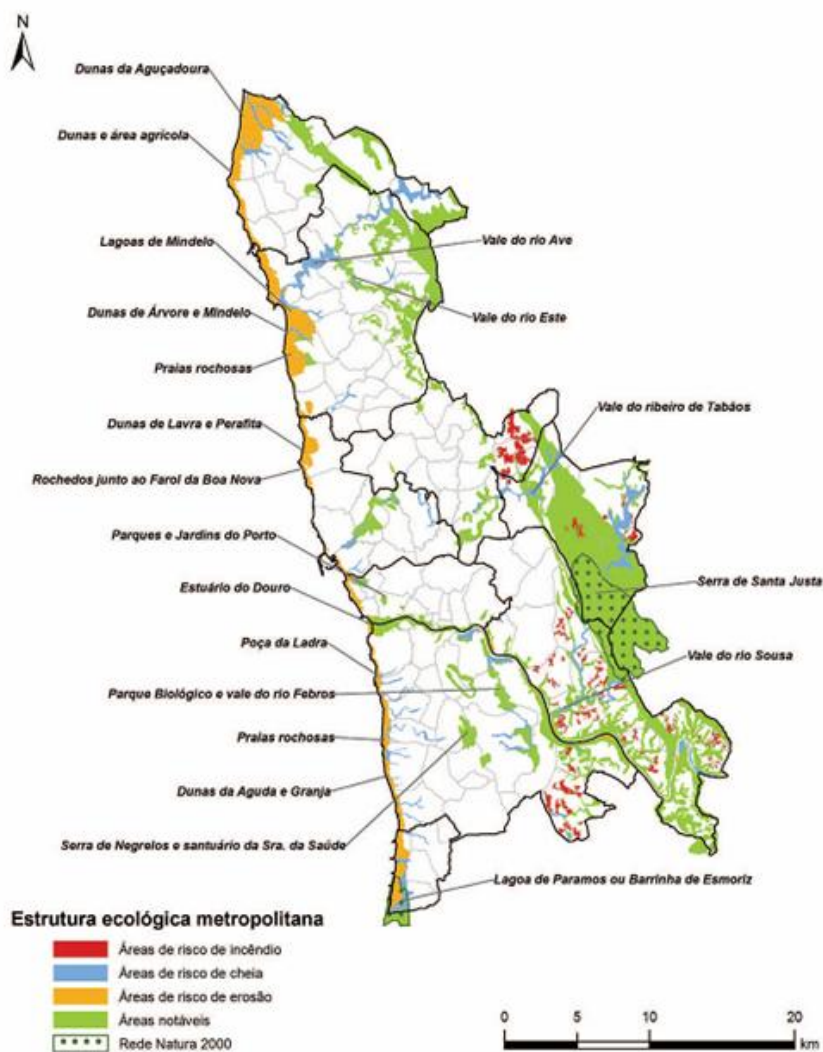 N
Dunas da Aguçadoura
Dunas e área agrícola
Lagoas de Mindelo
Vale do rio Ave
Dunas de Árvore e Mindelo
Vale do rio Este
Praias rochosas
Dunas de Lavra e Perafita
Vale do ribeiro de Tabãos
Rochedos junto ao Farol da Boa Nova
Parques e Jardins do Porto
Estuário do Douro
Serra de Santa Justa
Poça da Ladra
Vale do rio Sousa
Parque Biológico e vale do rio Febros
Praias rochosas
Dunas da Aguda e Granja
Serra de Negrelos e santuário da Sra. da Saúde
Lagoa de Paramos ou Barrinha de Esmoriz
Estrutura ecológica metropolitana
Áreas de risco de incêndio
Áreas de risco de cheia
Áreas de risco de erosão
Áreas notáveis
Rede Natura 2000
0 5 10 20
km